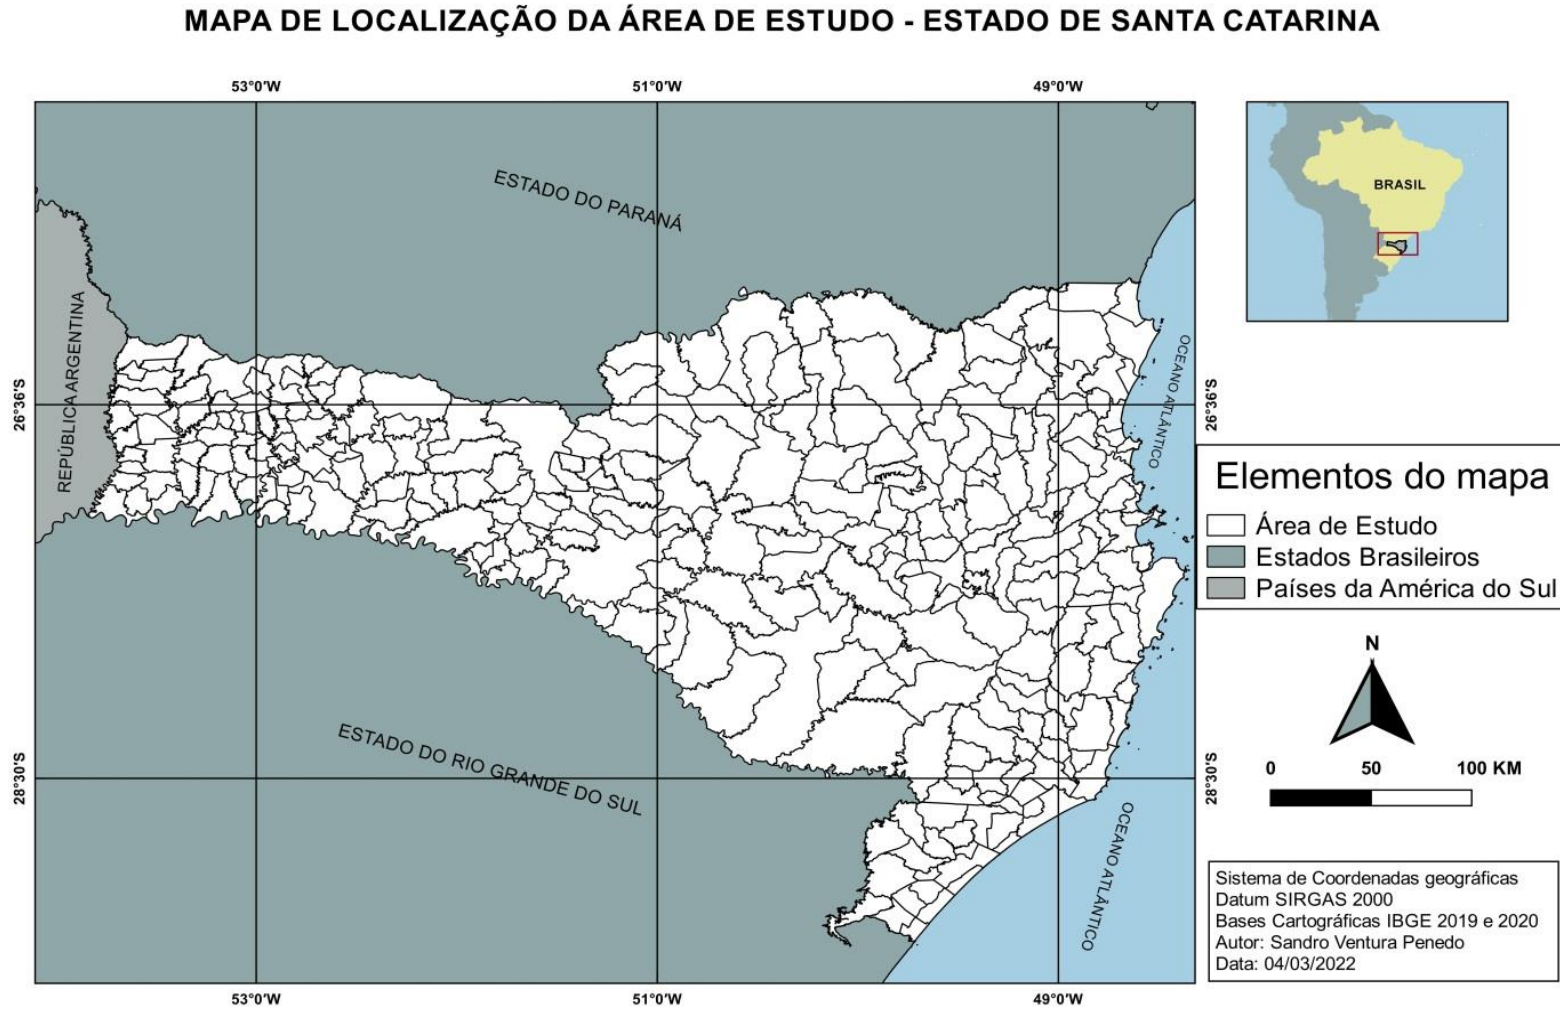 MAPA DE LOCALIZAÇÃO DA ÁREA DE ESTUDO - ESTADO DE SANTA CATARINA
53°0'W
51°0'W
49°0'W
ESTADO DO PARANÁ
BRASIL
REPÚBLICA ARGENTINA
OCEANO ATLÂNTICO
26°36'S
26°36'S
Elementos do mapa
Área de Estudo
Estados Brasileiros
Países da América do Sul
N
ESTADO DO RIO GRANDE DO SUL
28°30'S
28°30'S
0
50
100 KM
OCEANO ATLÂNTICO
Sistema de Coordenadas geográficas
Datum SIRGAS 2000
Bases Cartográficas IBGE 2019 e 2020
Autor: Sandro Ventura Penedo
Data: 04/03/2022
53°0'W
51°0'W
49°0'W